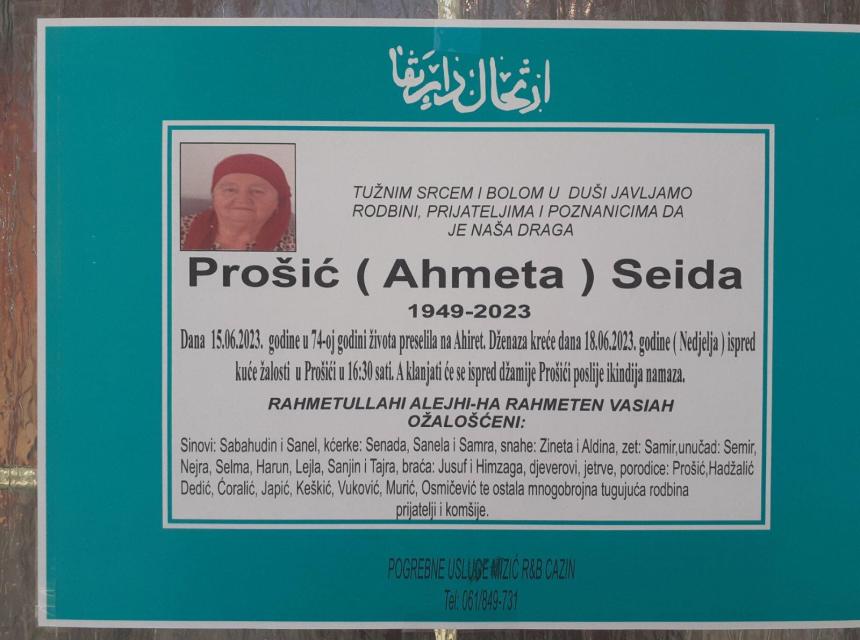 ارتحال دار بقا
TUŽNIM SRCEM I BOLOM U DUŠI JAVLJAMO
RODBINI, PRIJATELJIMA I POZNANICIMA DA
JE NAŠA DRAGA
Prošić ( Ahmeta ) Seida
1949-2023
Dana 15.06.2023. godine u 74-oj godini života preselila na Ahiret. Dženaza kreće dana 18.06.2023. godine ( Nedjelja ) ispred
kuće žalosti u Prošići u 16:30 sati. A klanjati će se ispred džamije Prošići poslije ikindija namaza.
RAHMETULLAHI ALEJHI-HA RAHMETEN VASIAH
OŽALOŠĆENI:
Sinovi: Sabahudin i Sanel, kćerke: Senada, Sanela i Samra, snahe: Zineta i Aldina, zet: Samir,unučad: Semir,
Nejra, Selma, Harun, Lejla, Sanjin i Tajra, braća: Jusuf i Himzaga, djeverovi, jetrve, porodice: Prošić,Hadžalić
Dedić, Ćoralić, Japić, Keškić, Vuković, Murić, Osmičević te ostala mnogobrojna tugujuća rodbina
prijatelji i komšije.
POGREBNE USLUGE MIZIĆ R&B CAZIN
Tel: 061/849-731